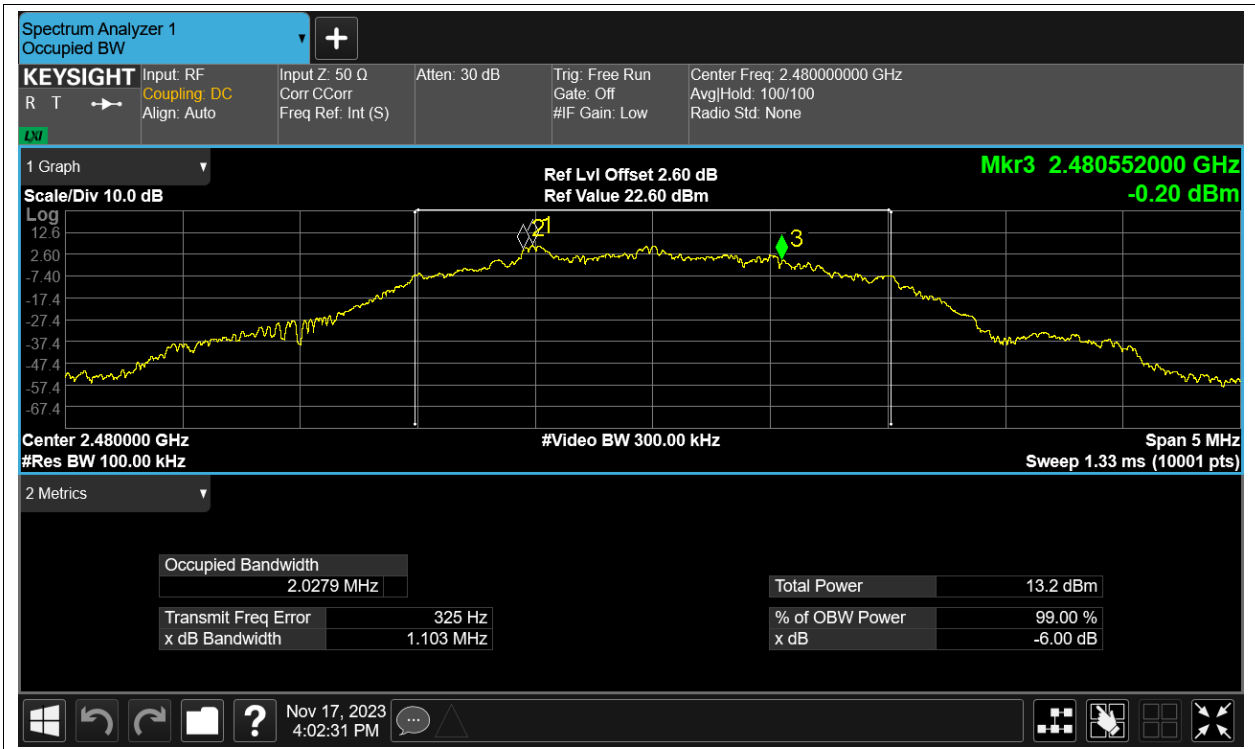 Spectrum Analyzer 1
Occupied BW
KEYSIGHT
R T
LXI
Input: RF
Coupling: DC
Align: Auto
Input Z: 50 Ω
Corr CCorr
Freq Ref: Int (S)
Atten: 30 dB
Trig: Free Run
Gate: Off
#IF Gain: Low
Center Freq: 2.480000000 GHz
Avg|Hold: 100/100
Radio Std: None
1 Graph
Scale/Div 10.0 dB
Ref Lvl Offset 2.60 dB
Ref Value 22.60 dBm
Mkr3 2.480552000 GHz
-0.20 dBm
Log
12.6
2.60
-7.40
-17.4
-27.4
-37.4
-47.4
-57.4
-67.4
2
1
3
Center 2.480000 GHz
#Video BW 300.00 kHz
Span 5 MHz
#Res BW 100.00 kHz
Sweep 1.33 ms (10001 pts)
2 Metrics
Occupied Bandwidth
2.0279 MHz
Transmit Freq Error 325 Hz
x dB Bandwidth 1.103 MHz
Total Power 13.2 dBm
% of OBW Power 99.00 %
x dB -6.00 dB
Nov 17, 2023
4:02:31 PM